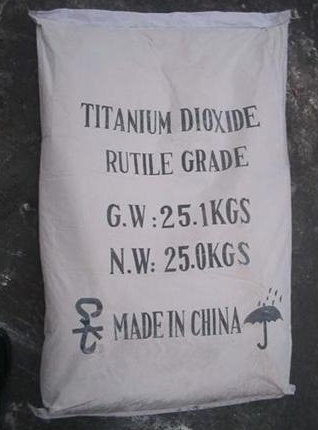 TITANIUM DIOXIDE
RUTILE GRADE
G.W:25.1KGS
N.W: 25.0KGS
MADE IN CHINA